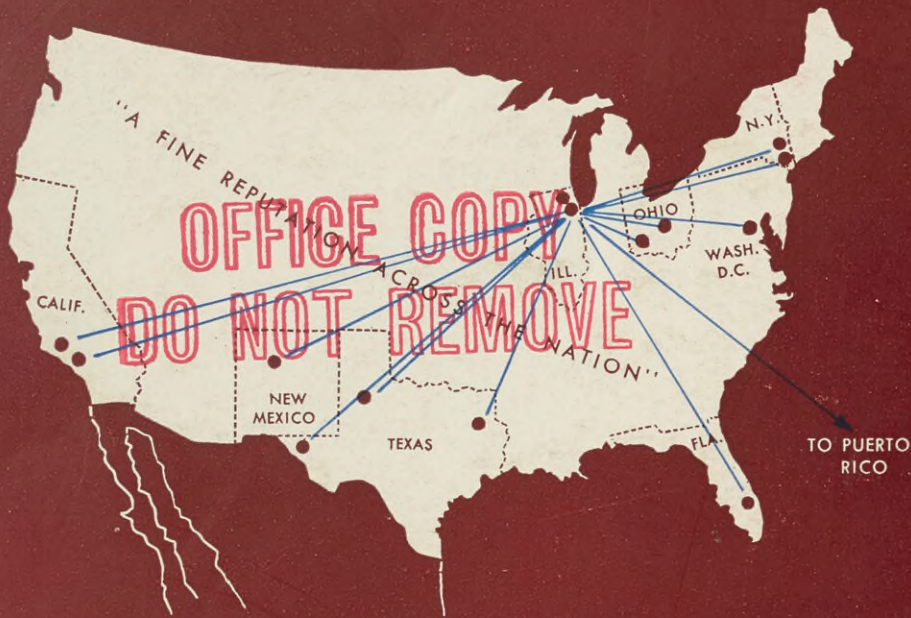 "A FINE REPUTATION ACROSS THE NATION"
OFFICE COPY
DO NOT REMOVE
N.Y.
OHIO
WASH.
D.C.
ILL.
CALIF.
NEW
MEXICO
TEXAS
FLA.
TO PUERTO
RICO